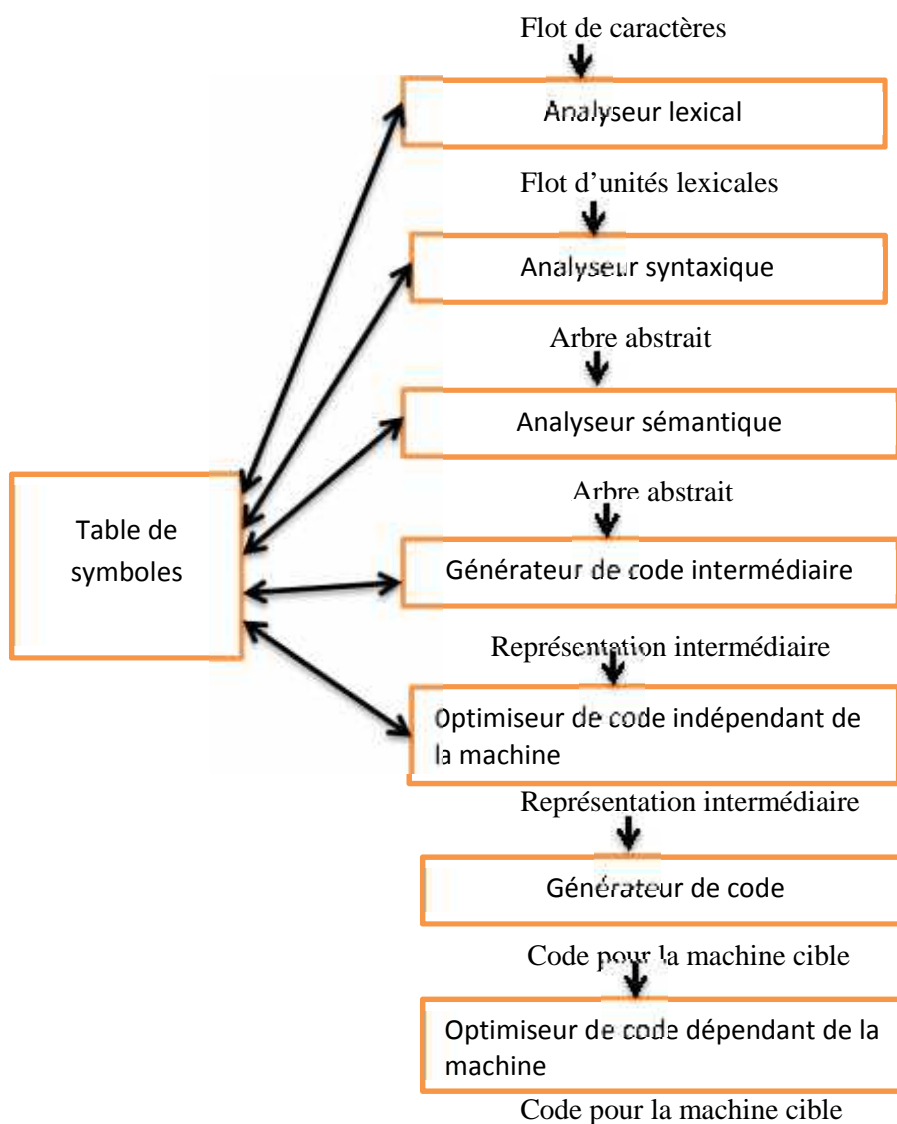 Flot de caractères
Analyseur lexical
Flot d’unités lexicales
Analyseur syntaxique
Arbre abstrait
Analyseur sémantique
Arbre abstrait
Table de
symboles
Générateur de code intermédiaire
Représentation intermédiaire
Optimiseur de code indépendant de
la machine
Représentation intermédiaire
Générateur de code
Code pour la machine cible
Optimiseur de code dépendant de la
machine
Code pour la machine cible